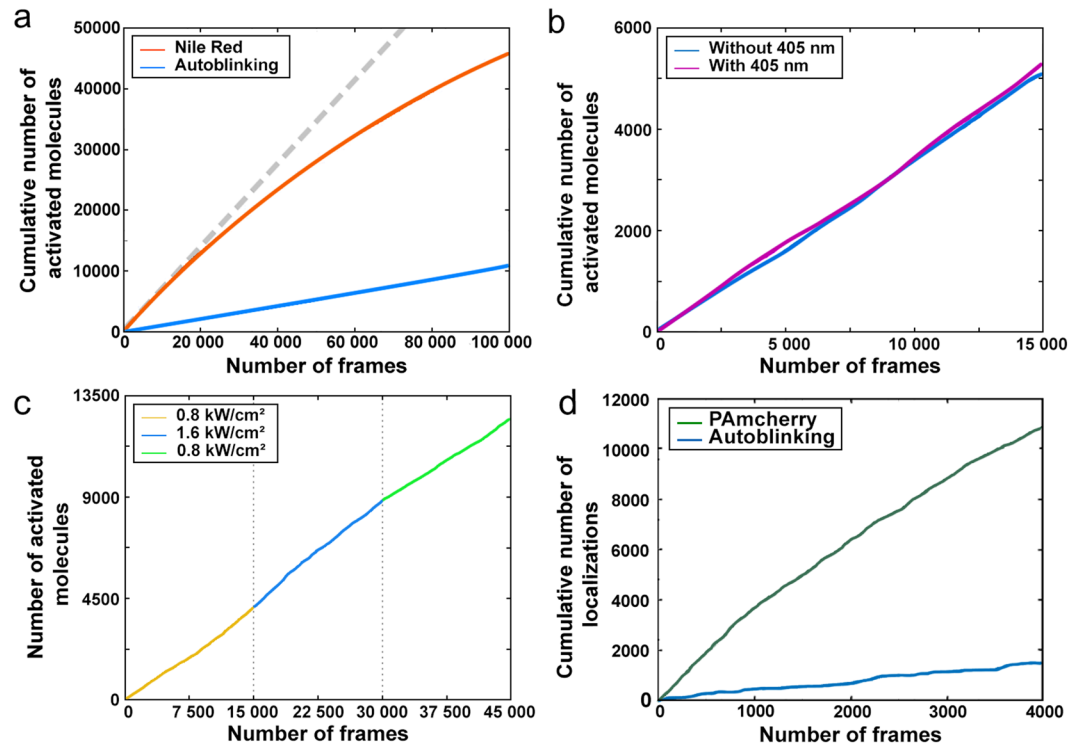 a
50000
40000
30000
20000
10000
0
Cumulative number of
activated molecules
Nile Red
Autoblinking
0
20 000
40 000
60 000
80 000
100 000
Number of frames
b
6000
4000
2000
0
Cumulative number of
activated molecules
Without 405 nm
With 405 nm
0
5 000
10 000
15 000
Number of frames
c
13500
9000
4500
0
Number of activated
molecules
0.8 kW/cm²
1.6 kW/cm²
0.8 kW/cm²
0
7 500
15 000
22 500
30 000
37 500
45 000
Number of frames
d
12000
10000
8000
6000
4000
2000
0
Cumulative number of
localizations
PAmcherry
Autoblinking
0
1000
2000
3000
4000
Number of frames